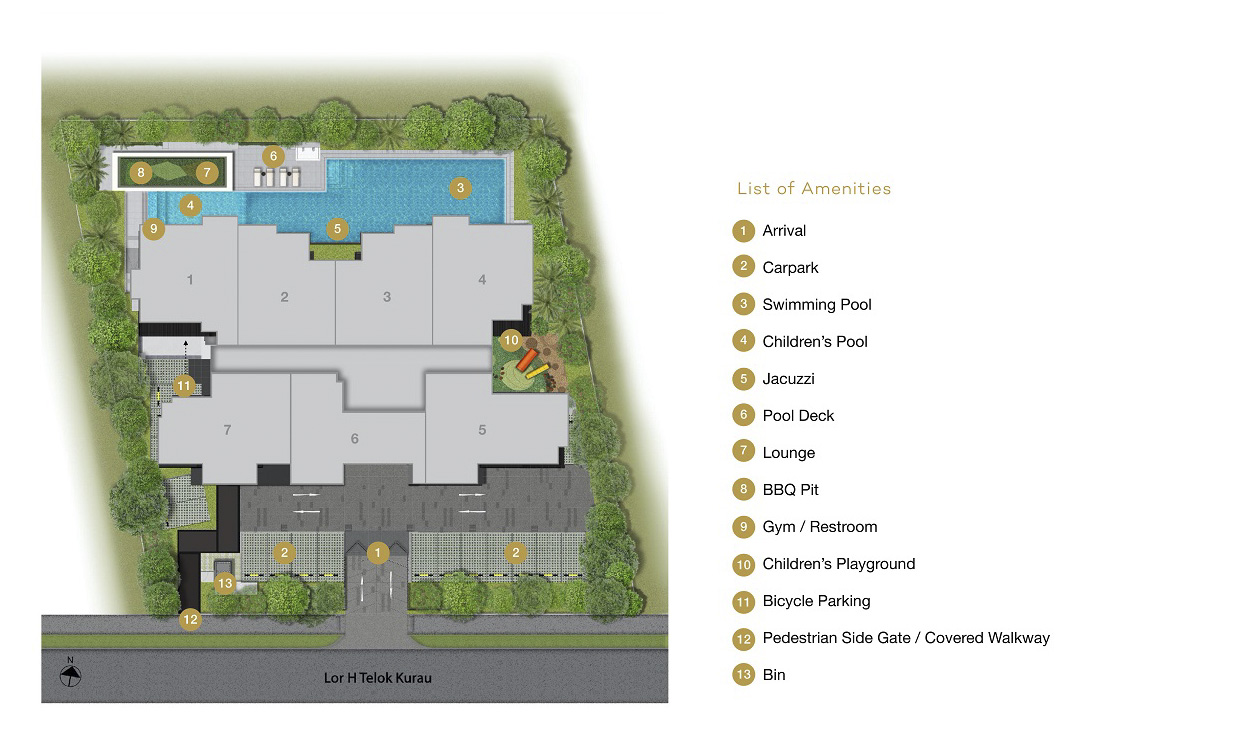 8
7
6
3
4
9
5
1
2
3
4
10
11
7
6
5
2
1
2
13
12
N
Lor H Telok Kurau
List of Amenities
1 Arrival
2 Carpark
3 Swimming Pool
4 Children's Pool
5 Jacuzzi
6 Pool Deck
7 Lounge
8 BBQ Pit
9 Gym / Restroom
10 Children's Playground
11 Bicycle Parking
12 Pedestrian Side Gate / Covered Walkway
13 Bin